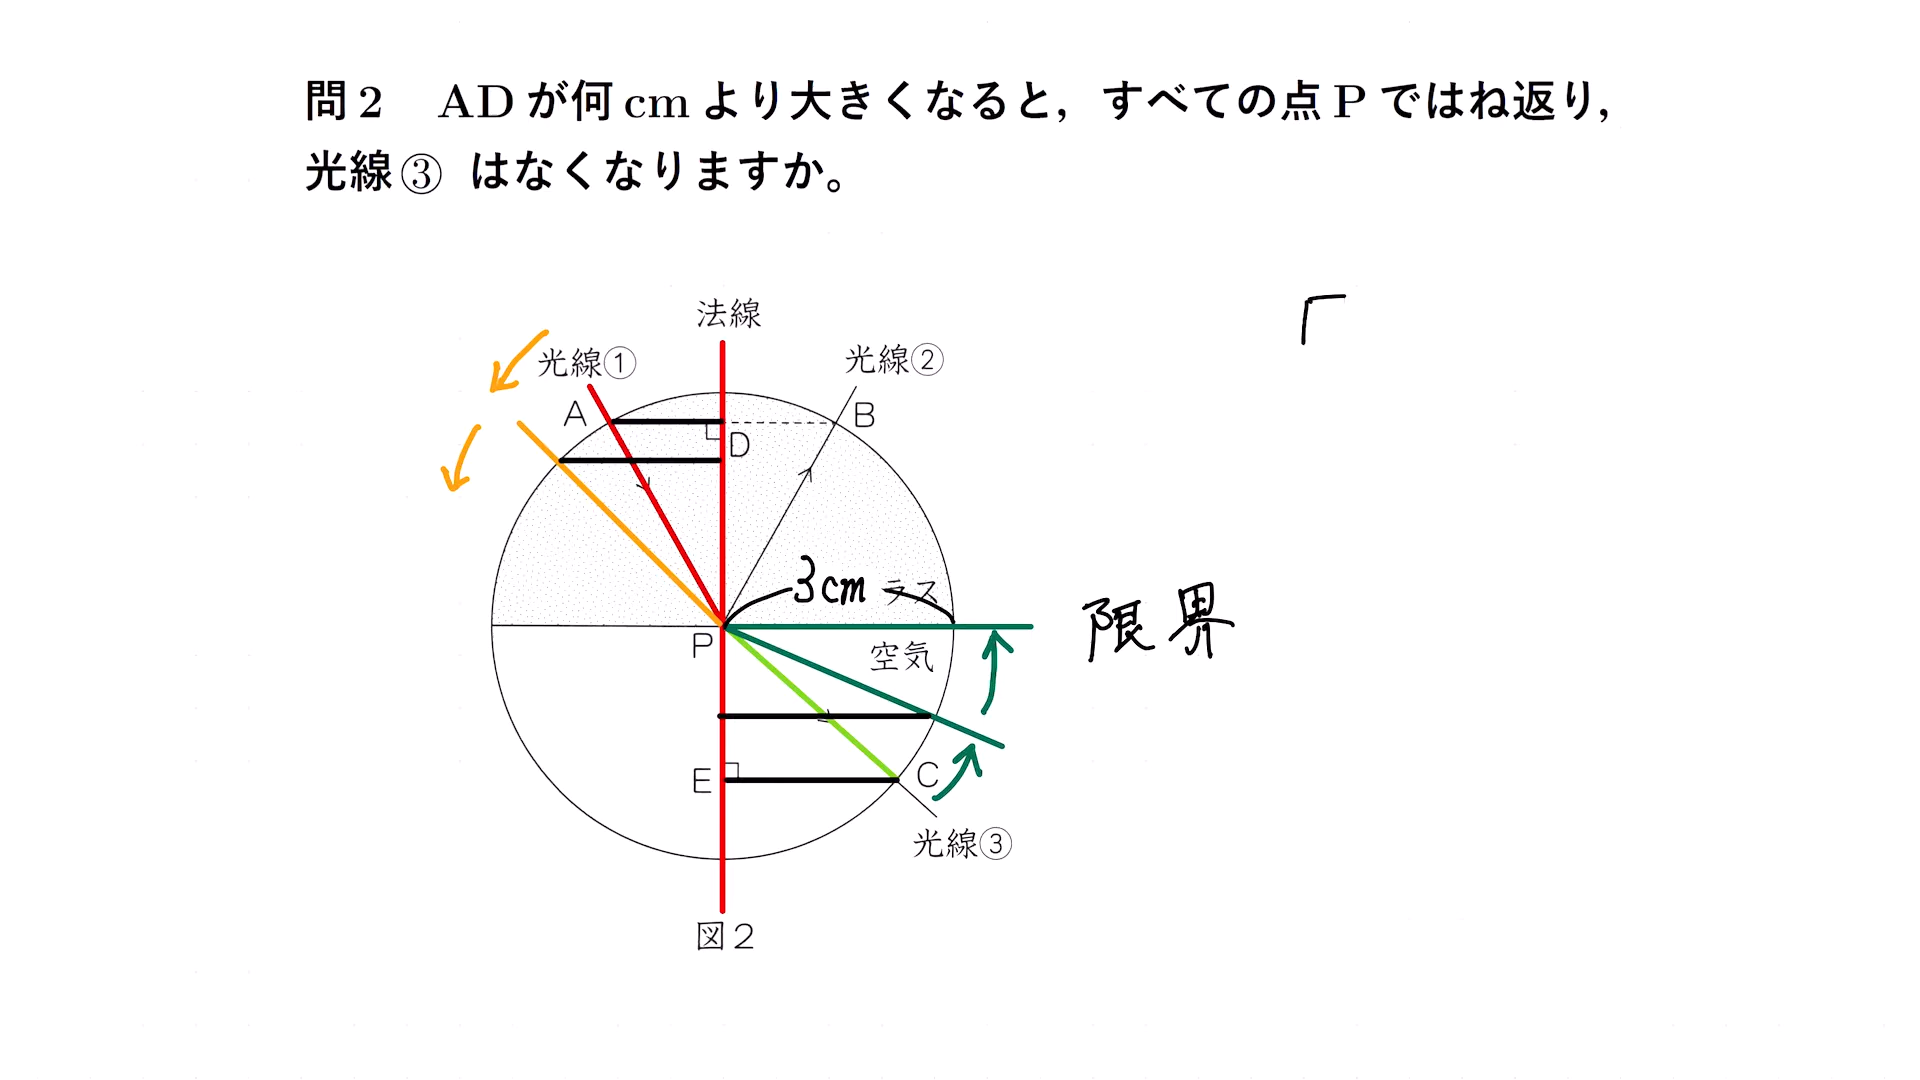 問2 ADが何cmより大きくなると,すべての点Pではね返り,
光線③ はなくなりますか。
法線
光線①
光線②
A
B
D
3cm
ラス
P
空気
限界
E
C
光線③
図2